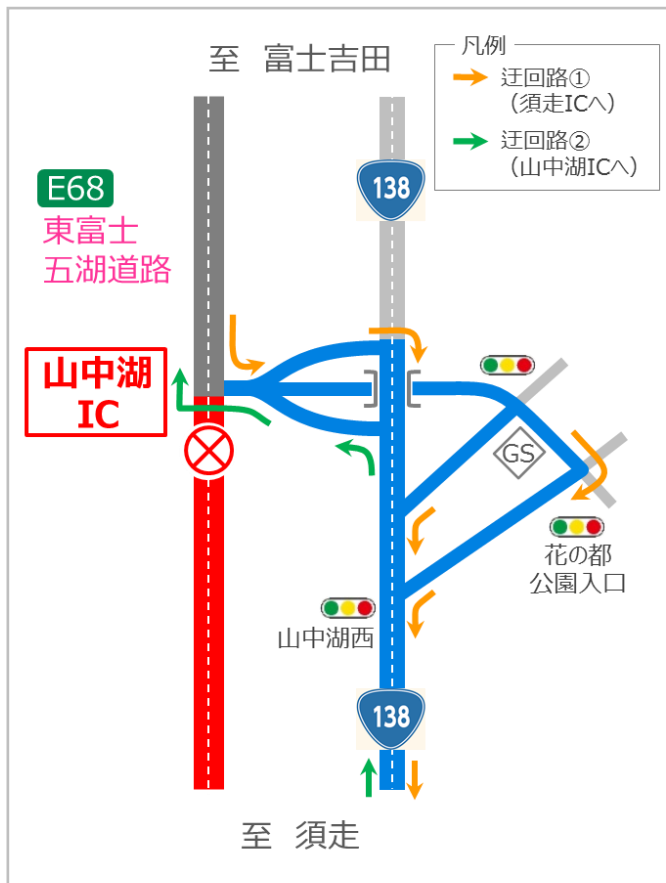 至 富士吉田
凡例
迂回路①
（須走ICへ）
迂回路②
（山中湖ICへ）
138
E68
東富士
五湖道路
山中湖
IC
GS
花の都
公園入口
山中湖西
138
至 須走